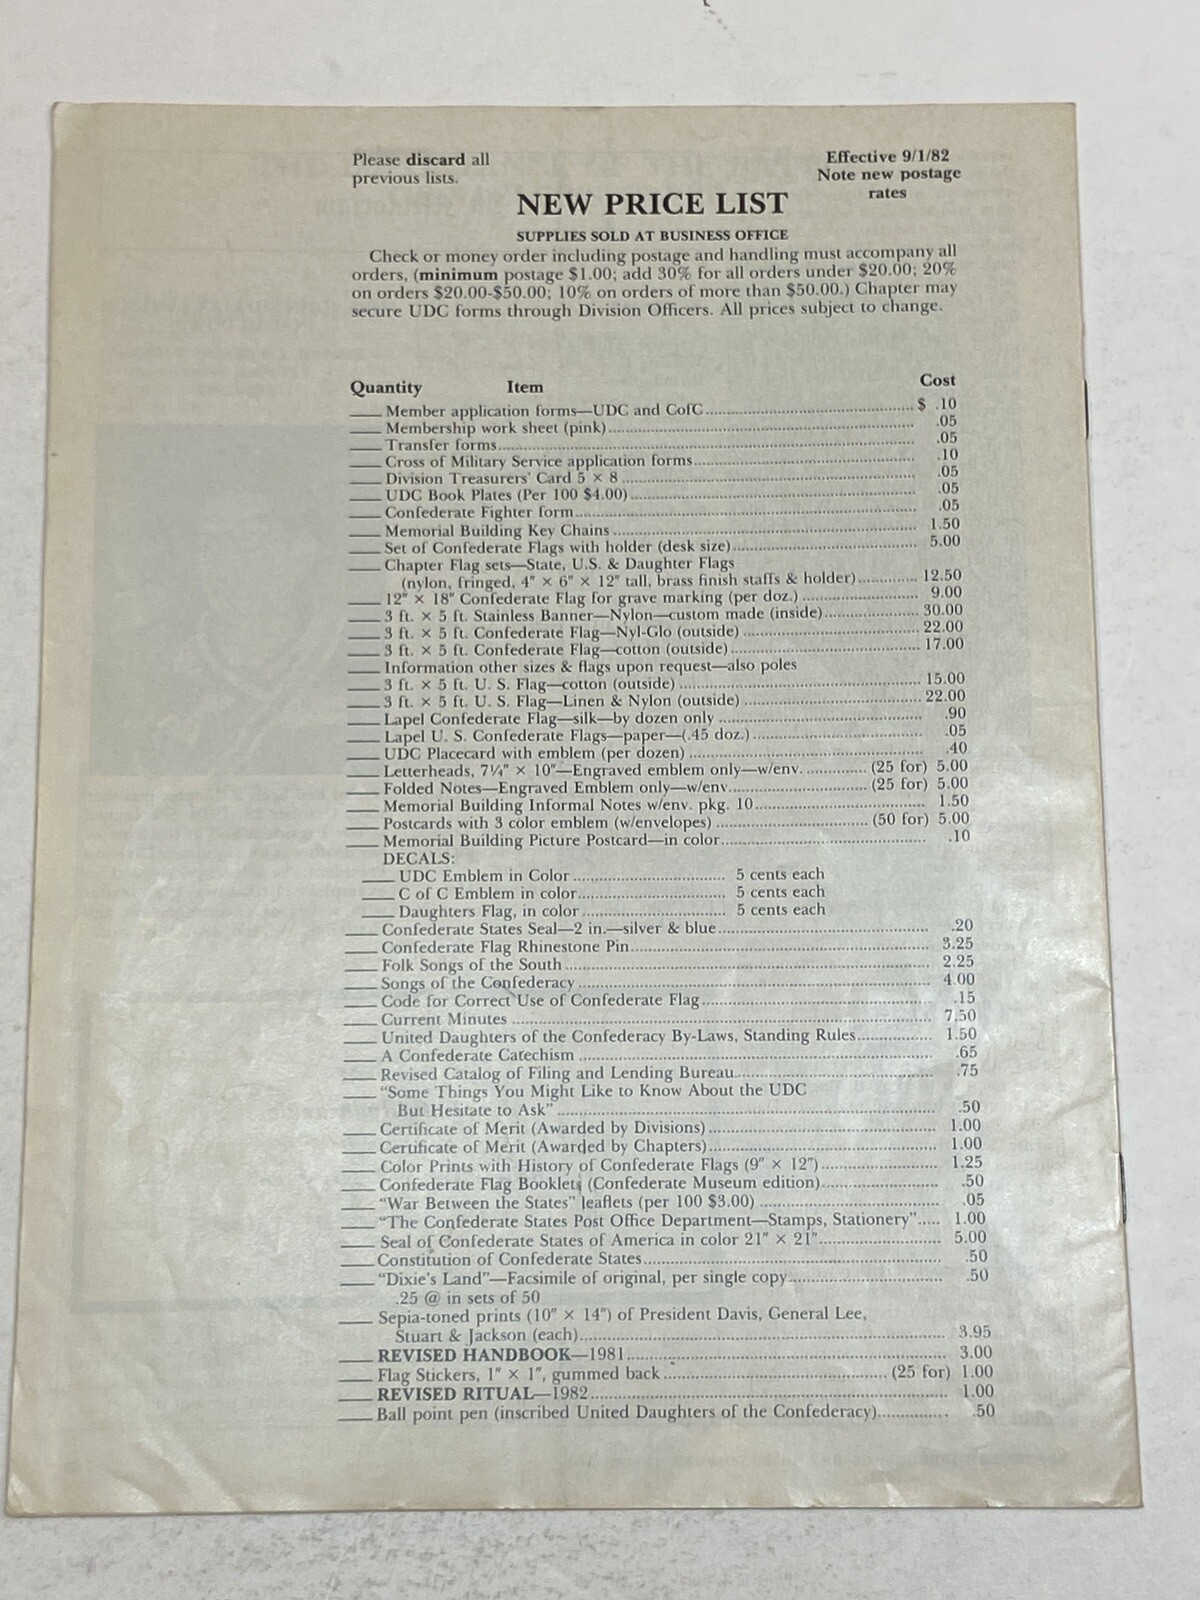 Please discard all
previous lists.
Effective 9/1/82
Note new postage
rates
NEW PRICE LIST
SUPPLIES SOLD AT BUSINESS OFFICE
Check or money order including postage and handling must accompany all
orders, (minimum postage $1.00; add 30% for all orders under $20.00; 20%
on orders $20.00-$50.00; 10% on orders of more than $50.00.) Chapter may
secure UDC forms through Division Officers. All prices subject to change.
Quantity Item Cost
Member application forms—UDC and CofC $ .10
Membership work sheet (pink) .05
Transfer forms .05
Cross of Military Service application forms .10
Division Treasurers' Card 5 × 8 .05
UDC Book Plates (Per 100 $4.00) .05
Confederate Fighter form .05
Memorial Building Key Chains 1.50
Set of Confederate Flags with holder (desk size) 5.00
Chapter Flag sets—State, U.S. & Daughter Flags
(nylon, fringed, 4″ × 6″ × 12″ tall, brass finish staffs & holder) 12.50
12″ × 18″ Confederate Flag for grave marking (per doz.) 9.00
3 ft. × 5 ft. Stainless Banner—Nylon—custom made (inside) 30.00
3 ft. × 5 ft. Confederate Flag—Nyl-Glo (outside) 22.00
3 ft. × 5 ft. Confederate Flag—cotton (outside) 17.00
Information other sizes & flags upon request—also poles
3 ft. × 5 ft. U. S. Flag—cotton (outside) 15.00
3 ft. × 5 ft. U. S. Flag—Linen & Nylon (outside) 22.00
Lapel Confederate Flag—silk—by dozen only .90
Lapel U. S. Confederate Flags—paper—(.45 doz.) .05
UDC Placecard with emblem (per dozen) .40
Letterheads, 7¼″ × 10″—Engraved emblem only—w/env. (25 for) 5.00
Folded Notes—Engraved Emblem only—w/env. (25 for) 5.00
Memorial Building Informal Notes w/env. pkg. 10 1.50
Postcards with 3 color emblem (w/envelopes) (50 for) 5.00
Memorial Building Picture Postcard—in color .10
DECALS:
UDC Emblem in Color 5 cents each
C of C Emblem in color 5 cents each
Daughters Flag, in color 5 cents each
Confederate States Seal—2 in.—silver & blue .20
Confederate Flag Rhinestone Pin 3.25
Folk Songs of the South 2.25
Songs of the Confederacy 4.00
Code for Correct Use of Confederate Flag .15
Current Minutes 7.50
United Daughters of the Confederacy By-Laws, Standing Rules 1.50
A Confederate Catechism .65
Revised Catalog of Filing and Lending Bureau .75
“Some Things You Might Like to Know About the UDC
But Hesitate to Ask” .50
Certificate of Merit (Awarded by Divisions) 1.00
Certificate of Merit (Awarded by Chapters) 1.00
Color Prints with History of Confederate Flags (9″ × 12″) 1.25
Confederate Flag Booklets (Confederate Museum edition) .50
“War Between the States” leaflets (per 100 $3.00) .05
“The Confederate States Post Office Department—Stamps, Stationery” 1.00
Seal of Confederate States of America in color 21″ × 21″ 5.00
Constitution of Confederate States .50
“Dixie's Land”—Facsimile of original, per single copy .50
.25 @ in sets of 50
Sepia-toned prints (10″ × 14″) of President Davis, General Lee,
Stuart & Jackson (each) 3.95
REVISED HANDBOOK—1981 3.00
Flag Stickers, 1″ × 1″, gummed back (25 for) 1.00
REVISED RITUAL—1982 1.00
Ball point pen (inscribed United Daughters of the Confederacy) .50